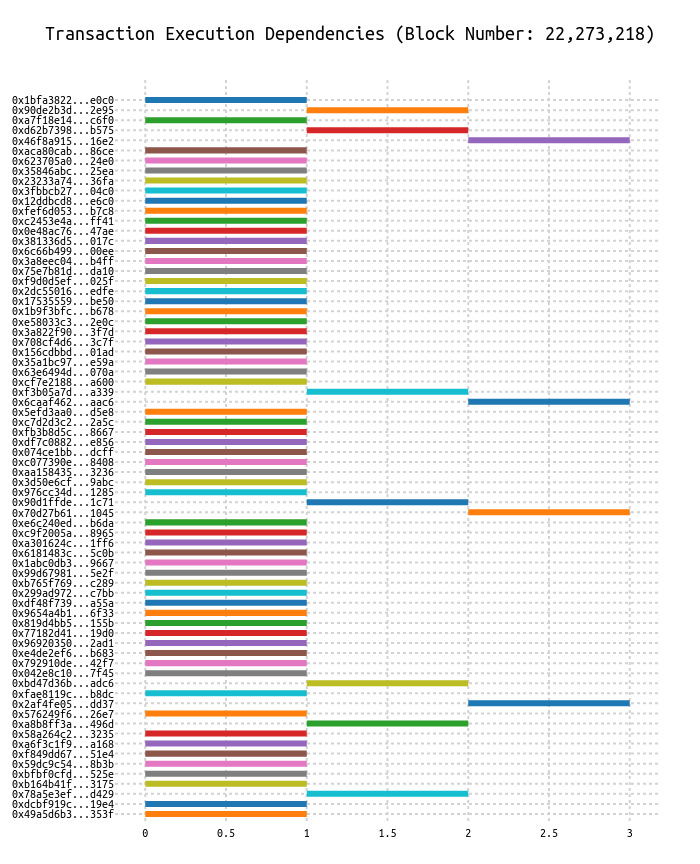 Transaction Execution Dependencies (Block Number: 22,273,218)
0x1bfa3822...e0c0
0x90de2b3d...2e95
0xa7f18e14...c6f0
0xd62b7398...b575
0x46f8a915...16e2
0xaca80cab...86ce
0x623705a0...24e0
0x35846abc...25ea
0x23233a74...36fa
0x3fbbcb27...04c0
0x12ddbcd8...e6c0
0xfef6d053...b7c8
0xc2453e4a...ff41
0x0e48ac76...47ae
0x381336d5...017c
0x6c66b499...00ee
0x3a8eec04...b4ff
0x75e7b81d...da10
0xf9d0d5ef...025f
0x2dc55016...edfe
0x17535559...be50
0x1b9f3bfc...b678
0xe58033c3...2e0c
0x3a822f90...3f7d
0x708cf4d6...3c7f
0x156cdbbd...01ad
0x35a1bc97...e59a
0x63e6494d...070a
0xcf7e2188...a600
0xf3b05a7d...a339
0x6caaf462...aac6
0x5efd3aa0...d5e8
0xc7d2d3c2...2a5c
0xfb3b8d5c...8667
0xdf7c0882...e856
0x074ce1bb...dcff
0xc077390e...8408
0xaa158435...3236
0x3d50e6cf...9abc
0x976cc34d...1285
0x90d1ffde...1c71
0x70d27b61...1045
0xe6c240ed...b6da
0xc9f2005a...8965
0xa301624c...1ff6
0x6181483c...5c0b
0x1abc0db3...9667
0x99d67981...5e2f
0xb765f769...c289
0x299ad972...c7bb
0xdf48f739...a55a
0x9654a4b1...6f33
0x819d4bb5...155b
0x77182d41...19d0
0x96920350...2ad1
0xe4de2ef6...b683
0x792910de...42f7
0x042e8c10...7f45
0xbd47d36b...adc6
0xfae8119c...b8dc
0x2af4fe05...dd37
0x576249f6...26e7
0xa8b8ff3a...496d
0x58a264c2...3235
0xa6f3c1f9...a168
0xf849dd67...51e4
0x59dc9c54...8b3b
0xbfbf0cfd...525e
0xb164b41f...3175
0x78a5e3ef...d429
0xdcbf919c...19e4
0x49a5d6b3...353f
0 0.5 1 1.5 2 2.5 3